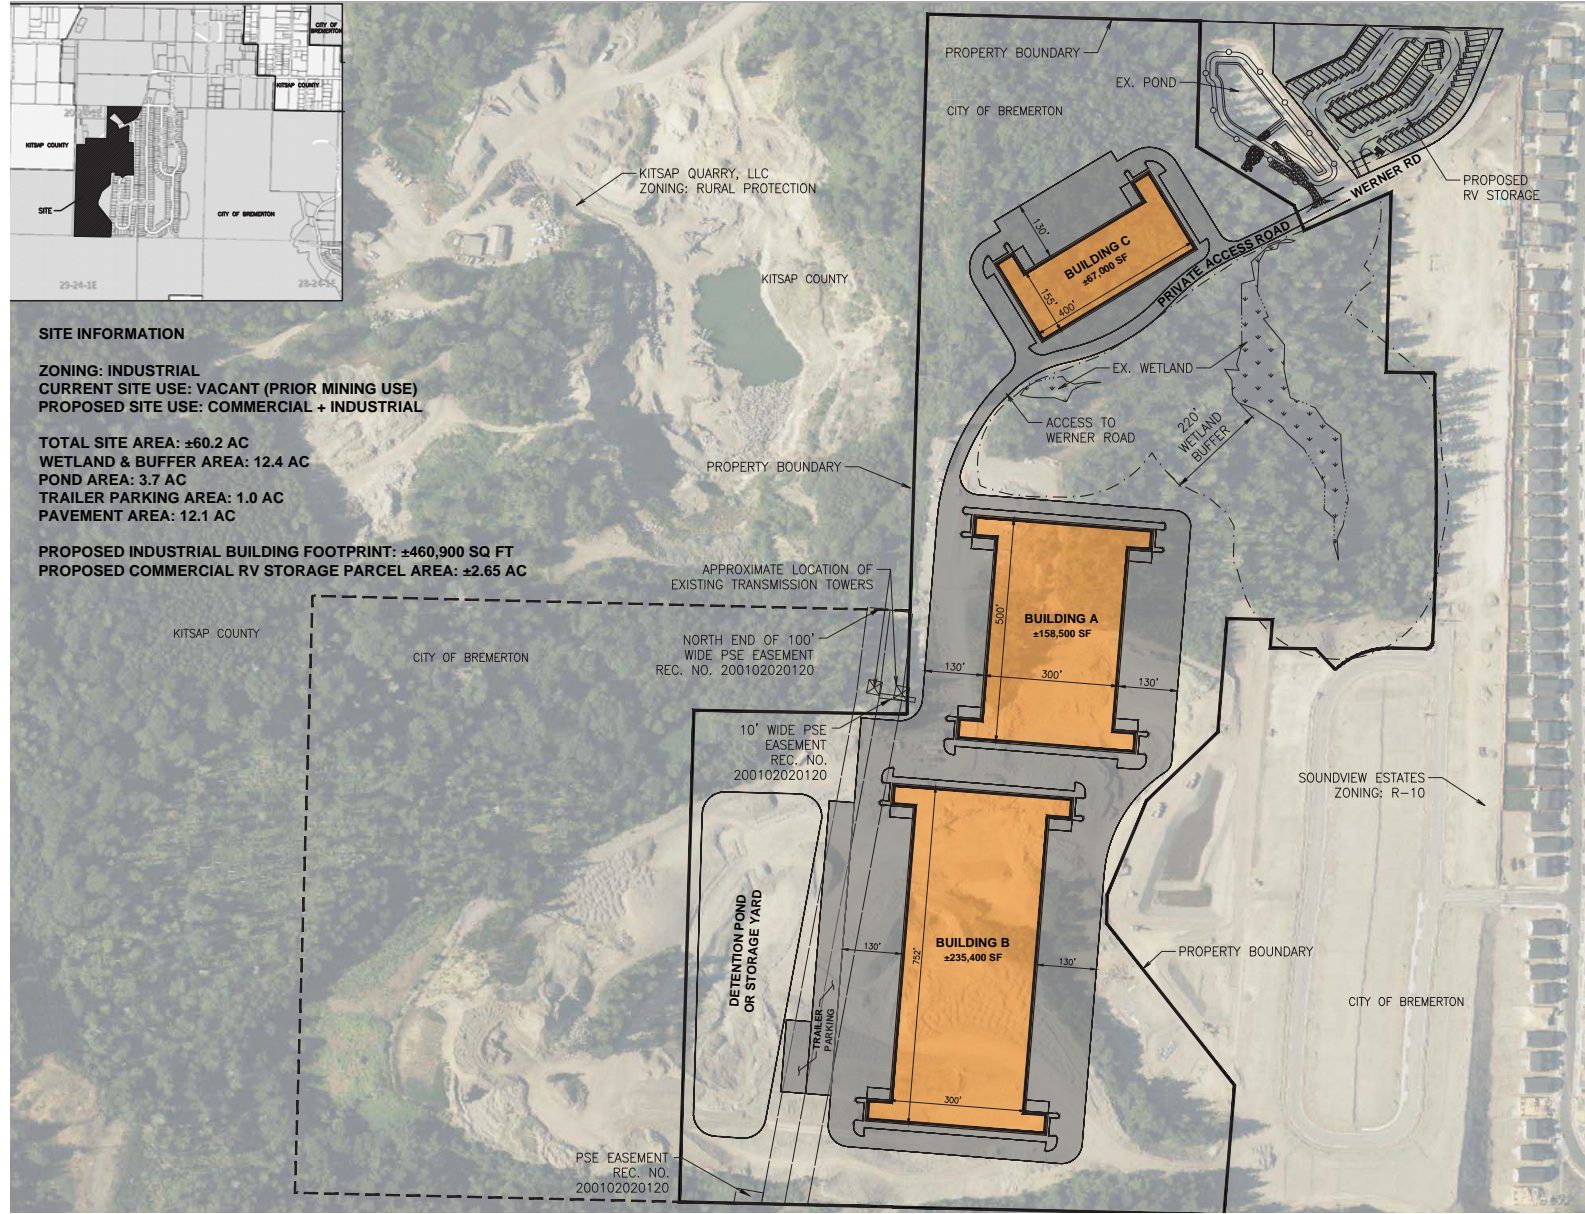 CITY OF
BREMERTON
KITSAP COUNTY
KITSAP COUNTY
SITE
CITY OF BREMERTON
29-24-1E
SITE INFORMATION
ZONING: INDUSTRIAL
CURRENT SITE USE: VACANT (PRIOR MINING USE)
PROPOSED SITE USE: COMMERCIAL + INDUSTRIAL
TOTAL SITE AREA: ±60.2 AC
WETLAND & BUFFER AREA: 12.4 AC
POND AREA: 3.7 AC
TRAILER PARKING AREA: 1.0 AC
PAVEMENT AREA: 12.1 AC
PROPOSED INDUSTRIAL BUILDING FOOTPRINT: ±460,900 SQ FT
PROPOSED COMMERCIAL RV STORAGE PARCEL AREA: ±2.65 AC
KITSAP QUARRY, LLC
ZONING: RURAL PROTECTION
KITSAP COUNTY
PROPERTY BOUNDARY
EX. POND
CITY OF BREMERTON
PROPOSED
RV STORAGE
WERNER RD
PRIVATE ACCESS ROAD
130'
BUILDING C
±67,000 SF
155'
400'
EX. WETLAND
ACCESS TO
WERNER ROAD
220'
WETLAND
BUFFER
PROPERTY BOUNDARY
APPROXIMATE LOCATION OF
EXISTING TRANSMISSION TOWERS
NORTH END OF 100'
WIDE PSE EASEMENT
REC. NO. 200102020120
KITSAP COUNTY
CITY OF BREMERTON
500'
BUILDING A
±158,500 SF
130'
300'
130'
10' WIDE PSE
EASEMENT
REC. NO.
200102020120
SOUNDVIEW ESTATES
ZONING: R-10
DETENTION POND
OR STORAGE YARD
TRAILER
PARKING
130'
752'
BUILDING B
±235,400 SF
130'
300'
PROPERTY BOUNDARY
CITY OF BREMERTON
PSE EASEMENT
REC. NO.
200102020120